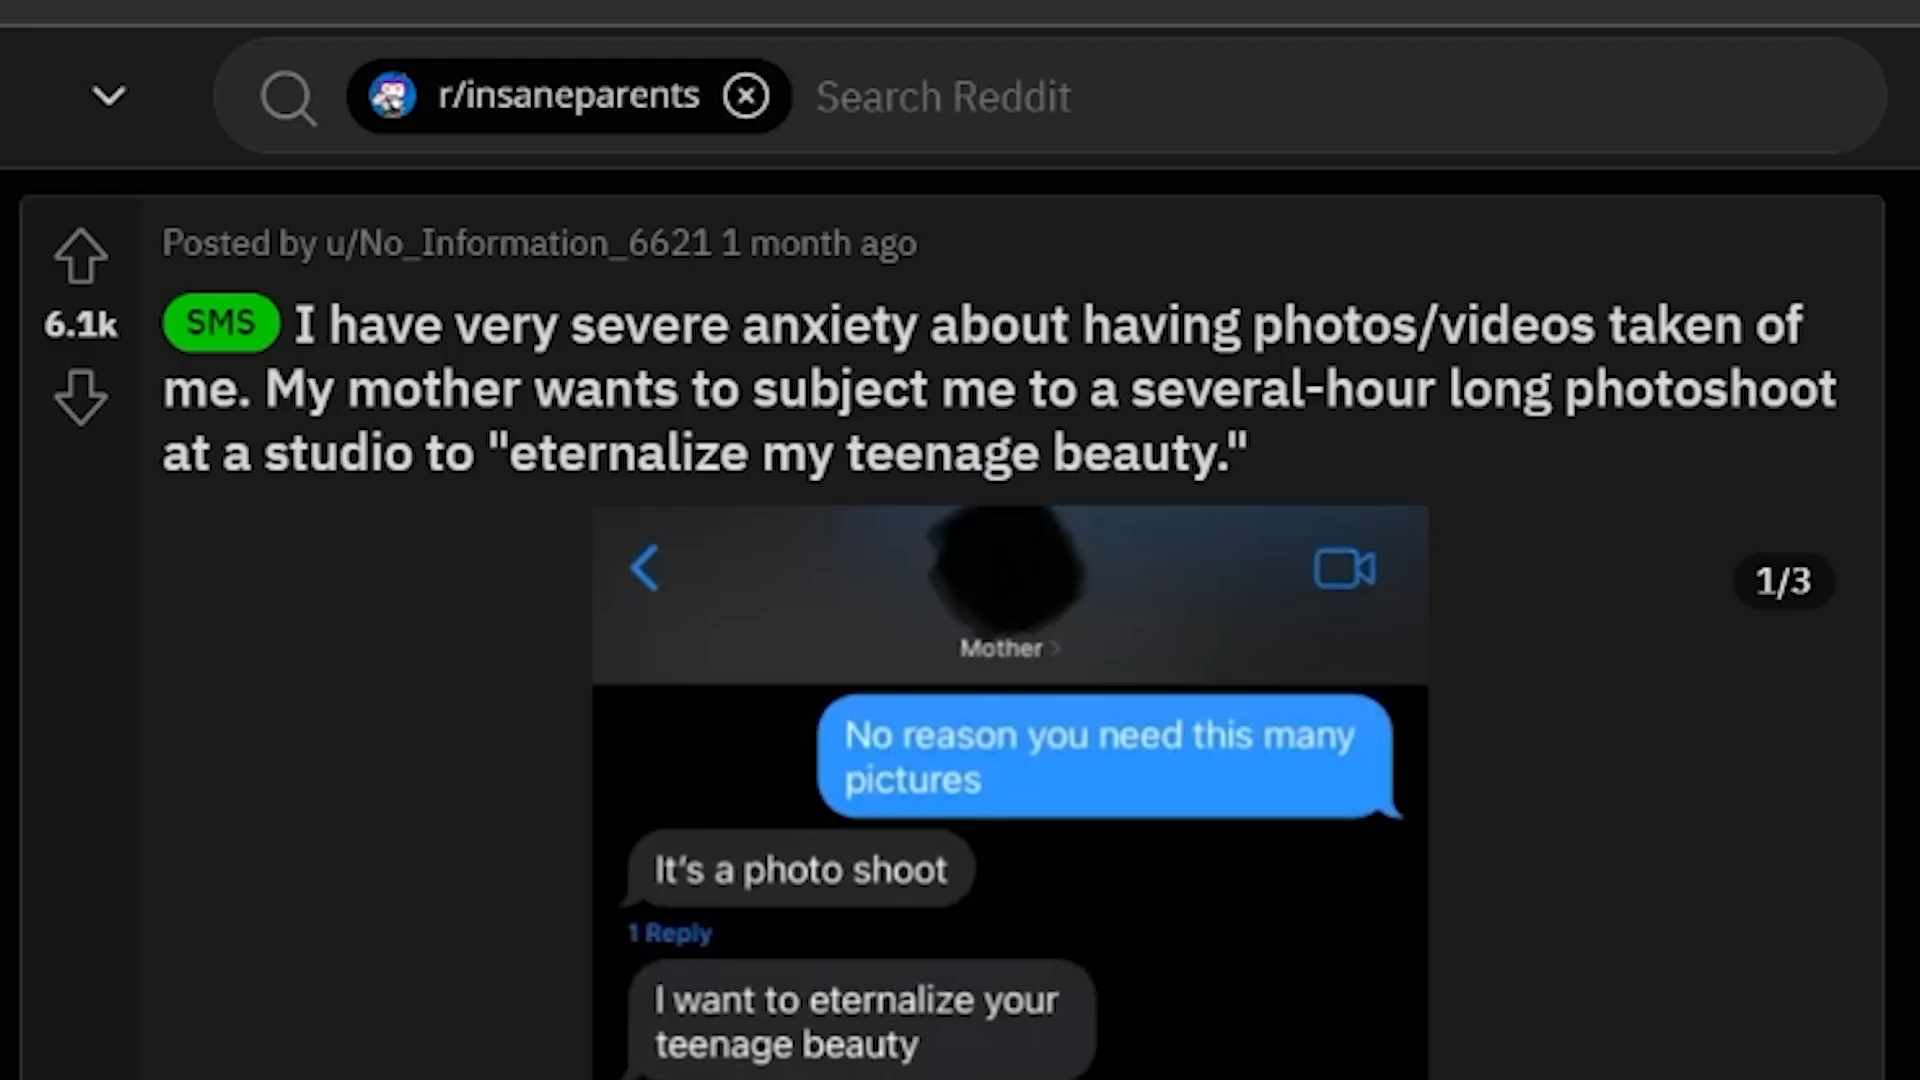 r/insaneparents Search Reddit
Posted by u/No_Information_6621 1 month ago
6.1k
SMS I have very severe anxiety about having photos/videos taken of
me. My mother wants to subject me to a several-hour long photoshoot
at a studio to "eternalize my teenage beauty."
1/3
Mother
No reason you need this many
pictures
It's a photo shoot
1 Reply
I want to eternalize your
teenage beauty